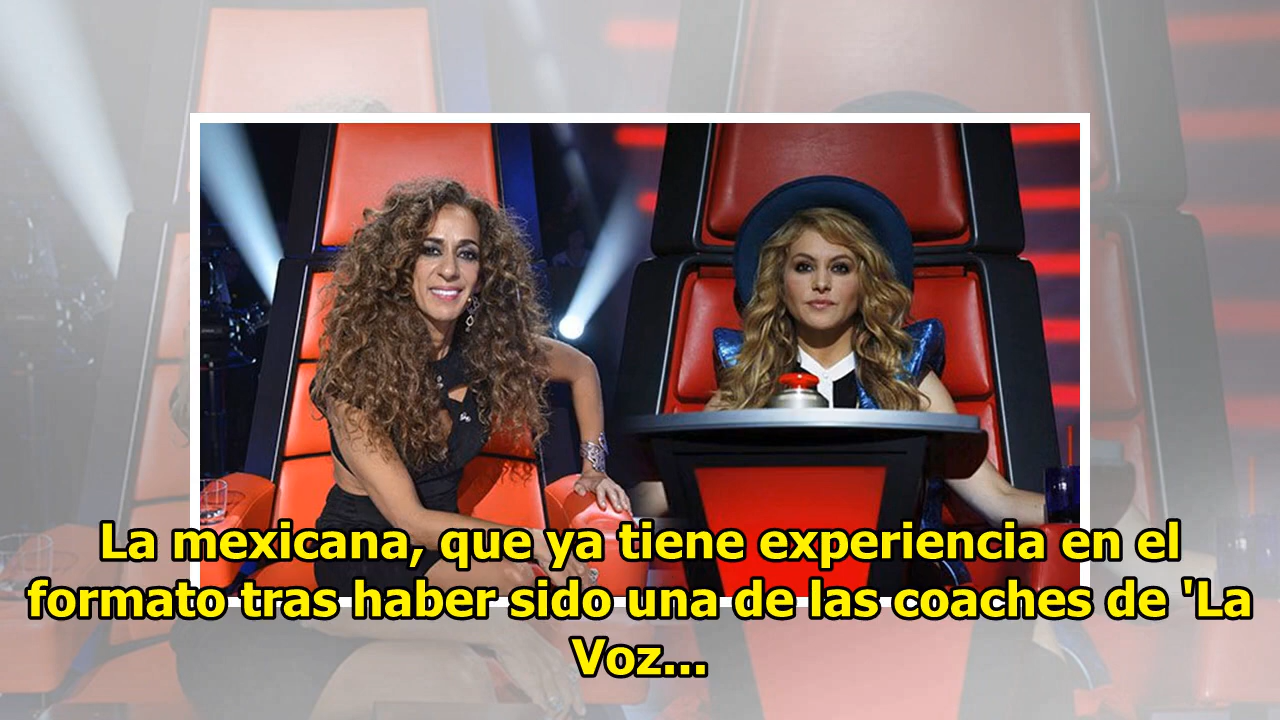 La mexicana, que ya tiene experiencia en el
formato tras haber sido una de las coaches de 'La
Voz...